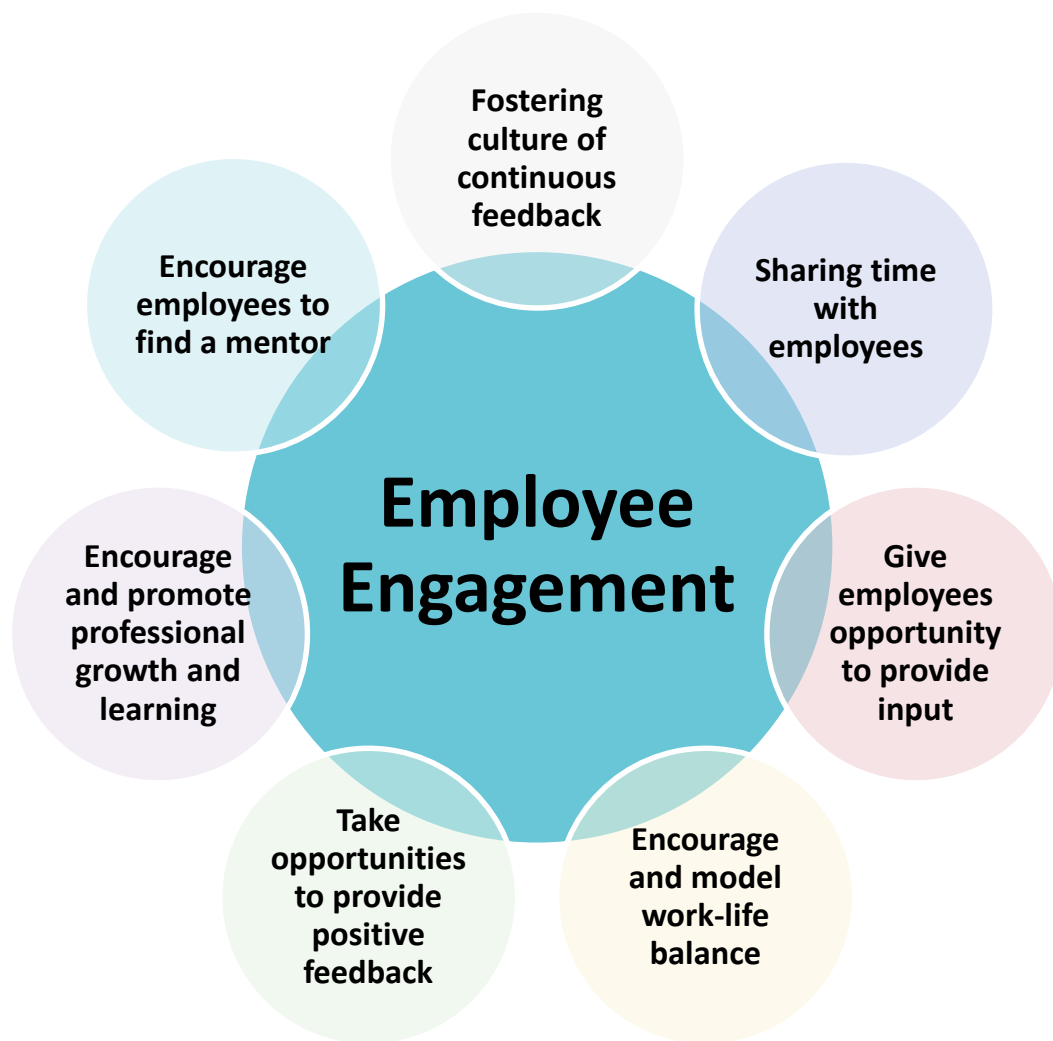 Fostering
culture of
continuous
feedback
Sharing time
with
employees
Give
employees
opportunity
to provide
input
Encourage
and model
work-life
balance
Take
opportunities
to provide
positive
feedback
Encourage
and promote
professional
growth and
learning
Encourage
employees to
find a mentor
Employee
Engagement